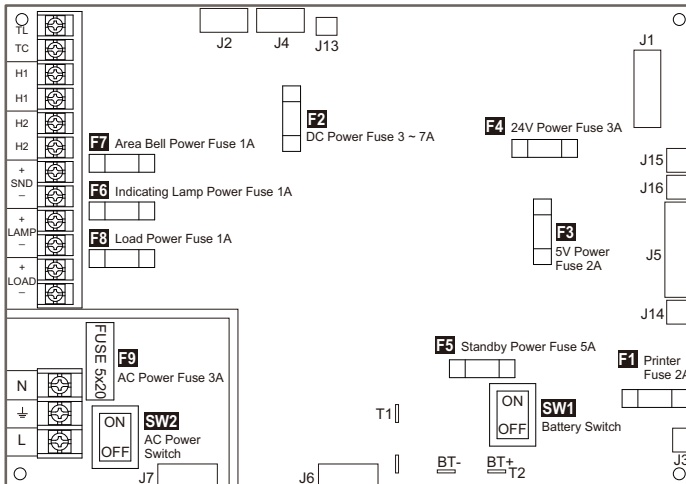 TL
TC
H1
H1
H2
H2
+
SND
−
+
LAMP
−
+
LOAD
−
J2
J4
J13
J1
F2
DC Power Fuse 3 ~ 7A
F4 24V Power Fuse 3A
F7 Area Bell Power Fuse 1A
F6 Indicating Lamp Power Fuse 1A
F8 Load Power Fuse 1A
J15
J16
F3
5V Power
Fuse 2A
J5
J14
FUSE 5x20
F9
AC Power Fuse 3A
N
L
ON
OFF
SW2
AC Power
Switch
J7
J6
T1
F5 Standby Power Fuse 5A
ON
OFF
SW1
Battery Switch
BT-
BT+
T2
F1 Printer
Fuse 2A
J3